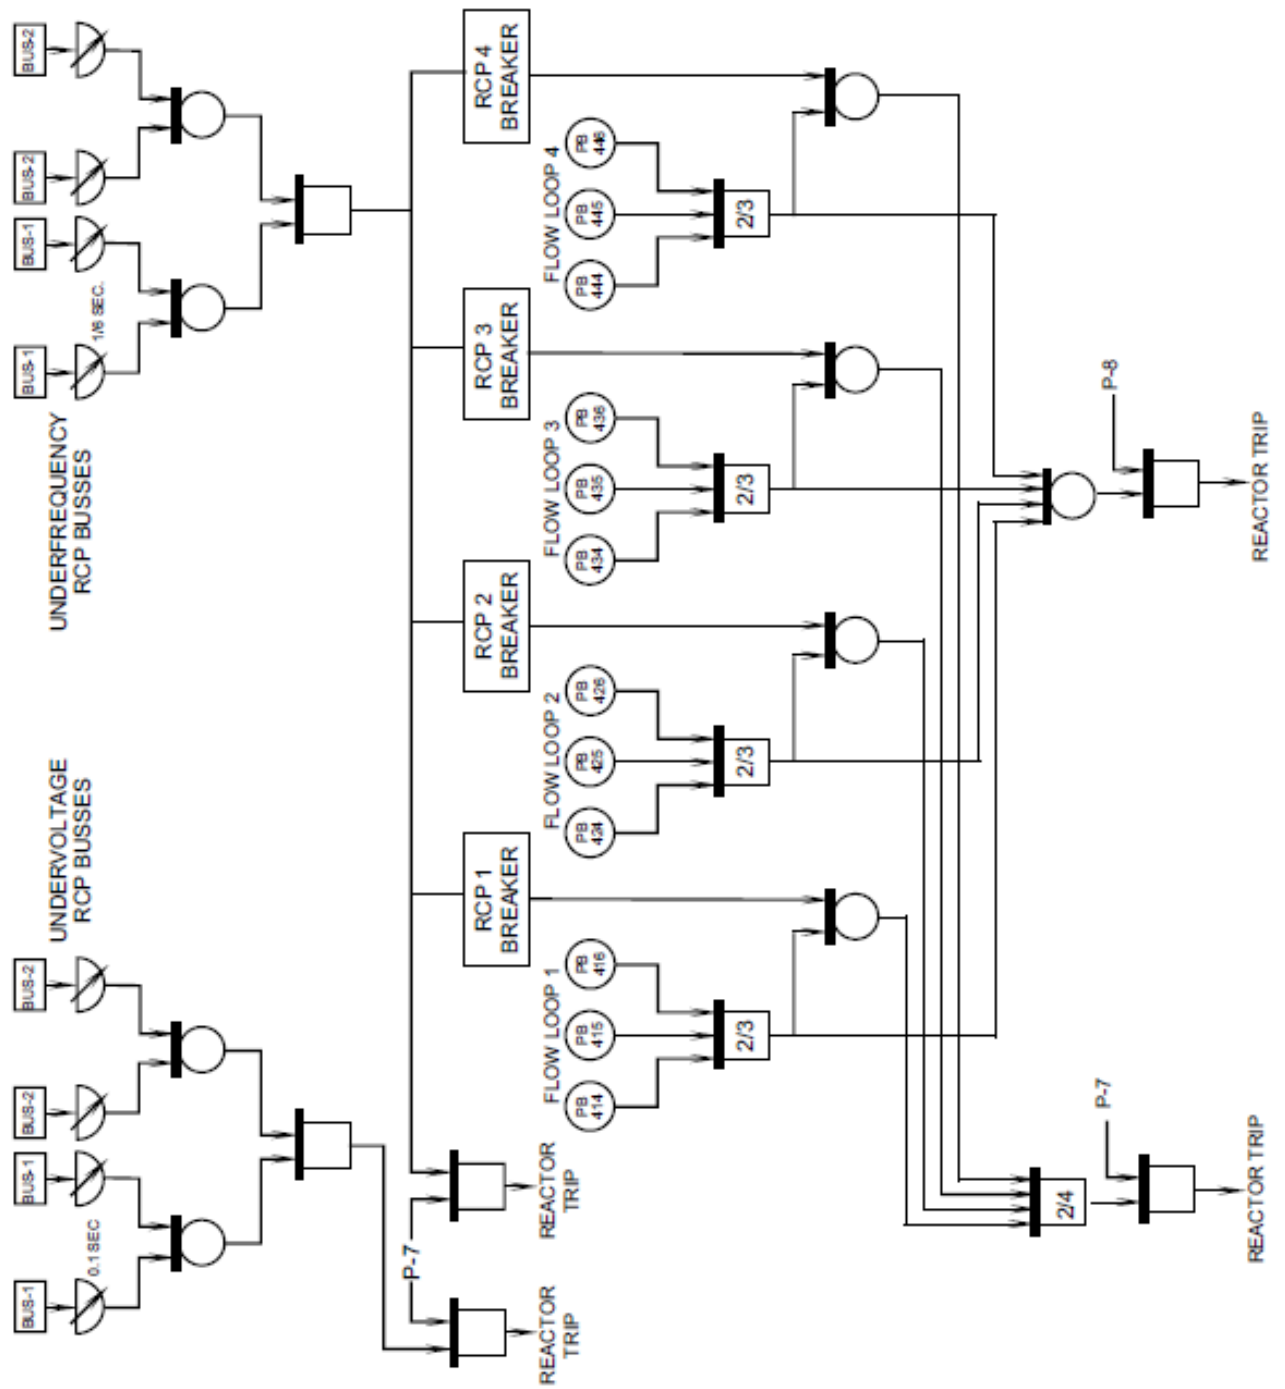 BUS-1
BUS-1
BUS-2
BUS-2
0.1 SEC
UNDERVOLTAGE
RCP BUSSES
BUS-1
BUS-1
BUS-2
BUS-2
1/6 SEC.
UNDERFREQUENCY
RCP BUSSES
P-7
REACTOR
TRIP
REACTOR
TRIP
RCP 1
BREAKER
RCP 2
BREAKER
RCP 3
BREAKER
RCP 4
BREAKER
FLOW LOOP 1
PB
414
PB
415
PB
416
2/3
FLOW LOOP 2
PB
424
PB
425
PB
426
2/3
FLOW LOOP 3
PB
434
PB
435
PB
436
2/3
FLOW LOOP 4
PB
444
PB
445
PB
446
2/3
2/4
P-7
REACTOR TRIP
P-8
REACTOR TRIP